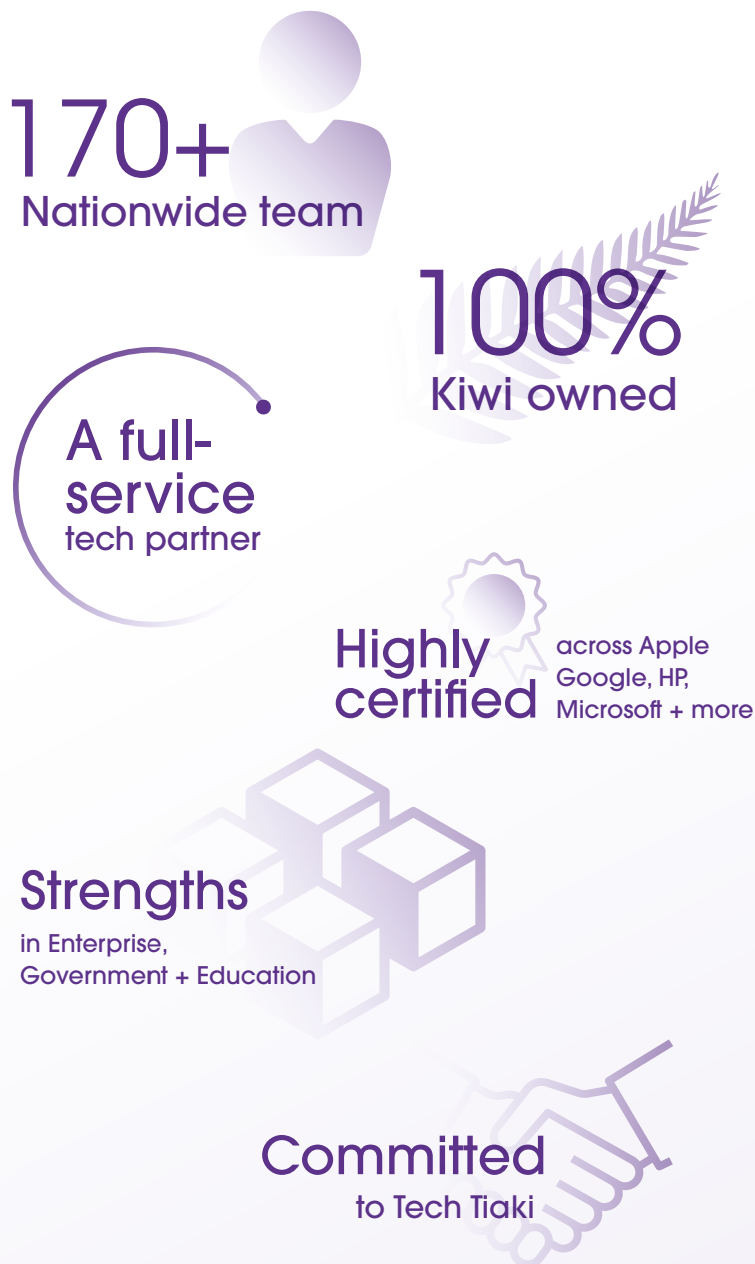 170+
Nationwide team
100%
Kiwi owned
A full-
service
tech partner
Highly
certified
across Apple
Google, HP,
Microsoft + more
Strengths
in Enterprise,
Government + Education
Committed
to Tech Tiaki